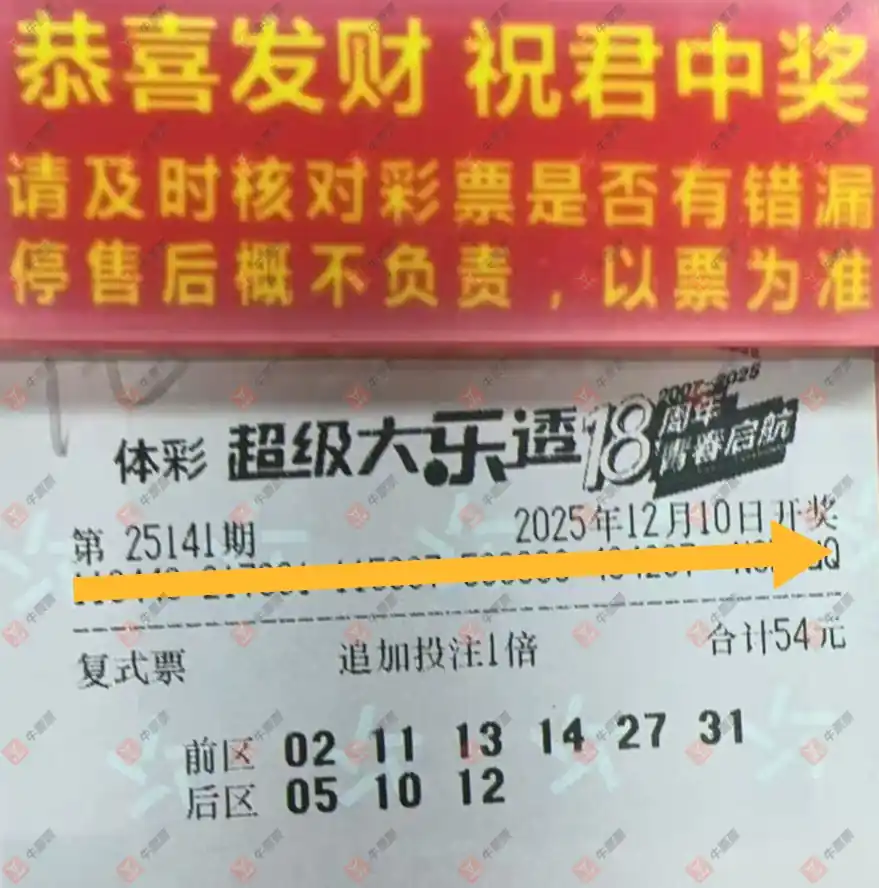 恭喜发财 祝君中奖
请及时核对彩票是否有错漏
停售后概不负责，以票为准
2007-2025
体彩 超级大乐透 18周年 青春启航
第 25141期 2025年12月10日开奖
复式票 追加投注1倍 合计54元
前区 02 11 13 14 27 31
后区 05 10 12